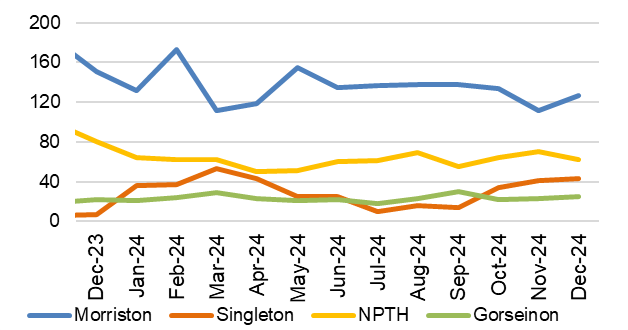 200
160
120
80
40
0
Dec-23
Jan-24
Feb-24
Mar-24
Apr-24
May-24
Jun-24
Jul-24
Aug-24
Sep-24
Oct-24
Nov-24
Dec-24
Morriston Singleton NPTH Gorseinon